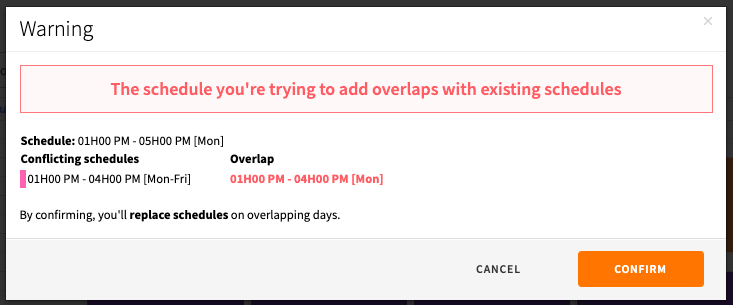 Warning
×
The schedule you're trying to add overlaps with existing schedules
Schedule: 01H00 PM - 05H00 PM [Mon]
Conflicting schedules Overlap
01H00 PM - 04H00 PM [Mon-Fri] 01H00 PM - 04H00 PM [Mon]
By confirming, you'll replace schedules on overlapping days.
CANCEL CONFIRM